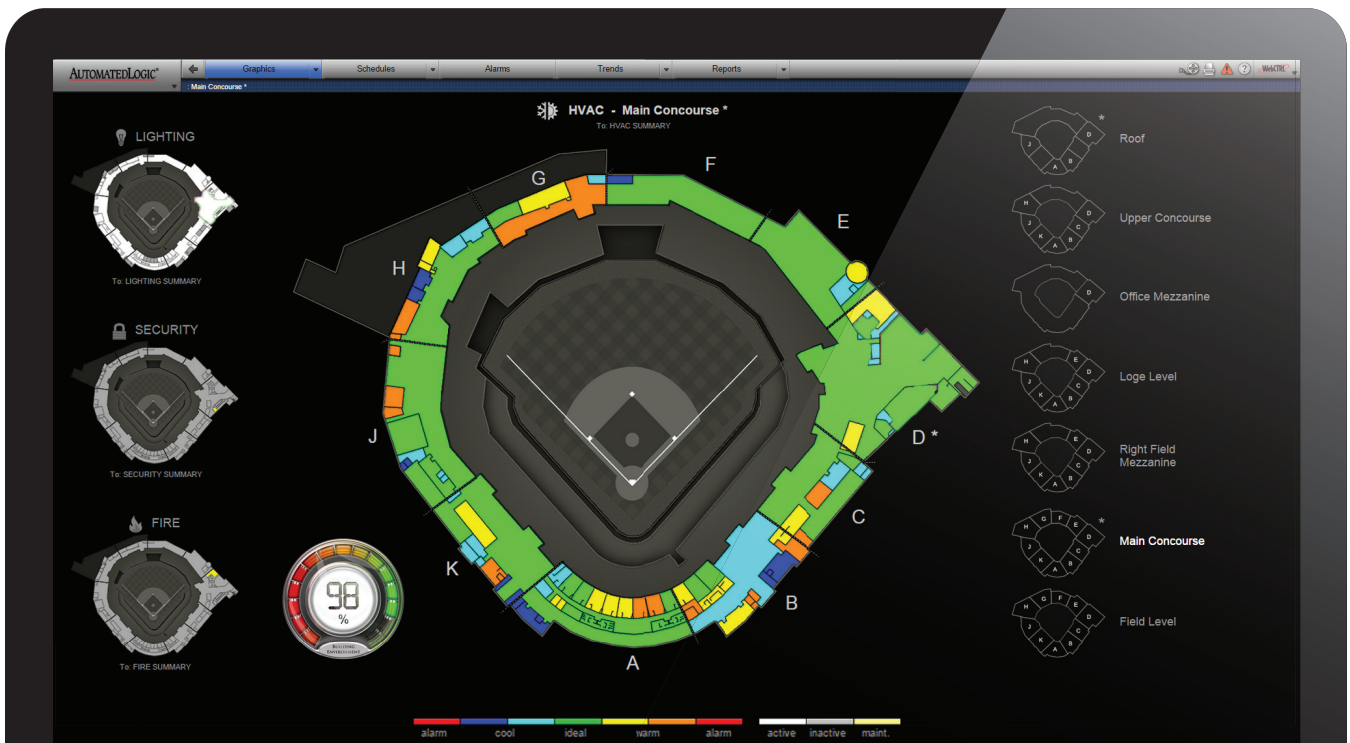 AUTOMATEDLOGIC®
Graphics
Schedules
Alarms
Trends
Reports
WebCTRL
: Main Concourse *
HVAC - Main Concourse *
To: HVAC SUMMARY
LIGHTING
To: LIGHTING SUMMARY
SECURITY
To: SECURITY SUMMARY
FIRE
To: FIRE SUMMARY
98
%
BUILDING
ENVIRONMENT
F
G
E
H
D *
J
C
K
B
A
* Roof
D
J
B
A
Upper Concourse
H
D
J
C
K
B
A
Office Mezzanine
D
Loge Level
H
E
D
J
C
K
B
A
Right Field
Mezzanine
H
E
D
J
C
K
B
A
* Main Concourse
G F
H
E
D
J
C
K
B
A
Field Level
G F
H
E
D
J
C
K
B
A
alarm cool ideal warm alarm active inactive maint.